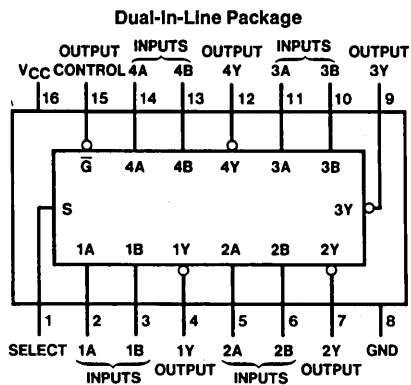 Dual-In-Line Package
OUTPUT INPUTS OUTPUT INPUTS OUTPUT
VCC CONTROL 4A 4B 4Y 3A 3B 3Y
16 15 14 13 12 11 10 9
G 4A 4B 4Y 3A 3B
S 3Y
1A 1B 1Y 2A 2B 2Y
1 2 3 4 5 6 7 8
SELECT 1A 1B 1Y 2A 2B 2Y GND
INPUTS OUTPUT INPUTS OUTPUT